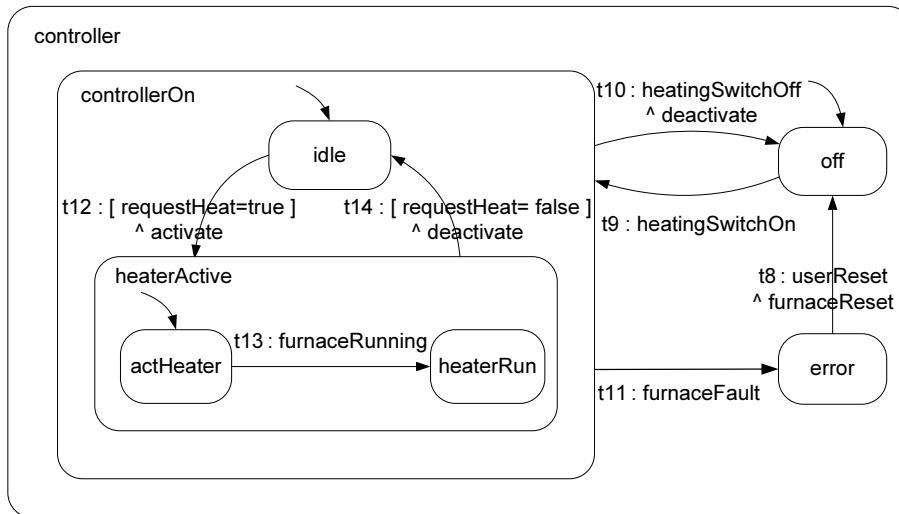 controller
controllerOn
t10 : heatingSwitchOff
^ deactivate
idle
off
t12 : [ requestHeat=true ]
^ activate
t14 : [ requestHeat= false ]
^ deactivate
t9 : heatingSwitchOn
heaterActive
t8 : userReset
^ furnaceReset
t13 : furnaceRunning
actHeater
heaterRun
error
t11 : furnaceFault